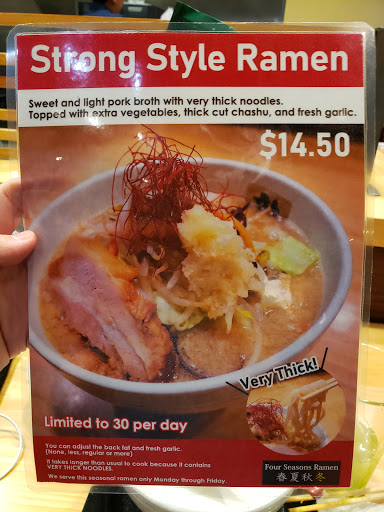 Strong Style Ramen
Sweet and light pork broth with very thick noodles.
Topped with extra vegetables, thick cut chashu, and fresh garlic.
$14.50
Very Thick!
Limited to 30 per day
You can adjust the back fat and fresh garlic.
(None, less, regular or more)
It takes longer than usual to cook because it contains
VERY THICK NOODLES.
We serve this seasonal ramen only Monday through Friday.
Four Seasons Ramen
春夏秋冬